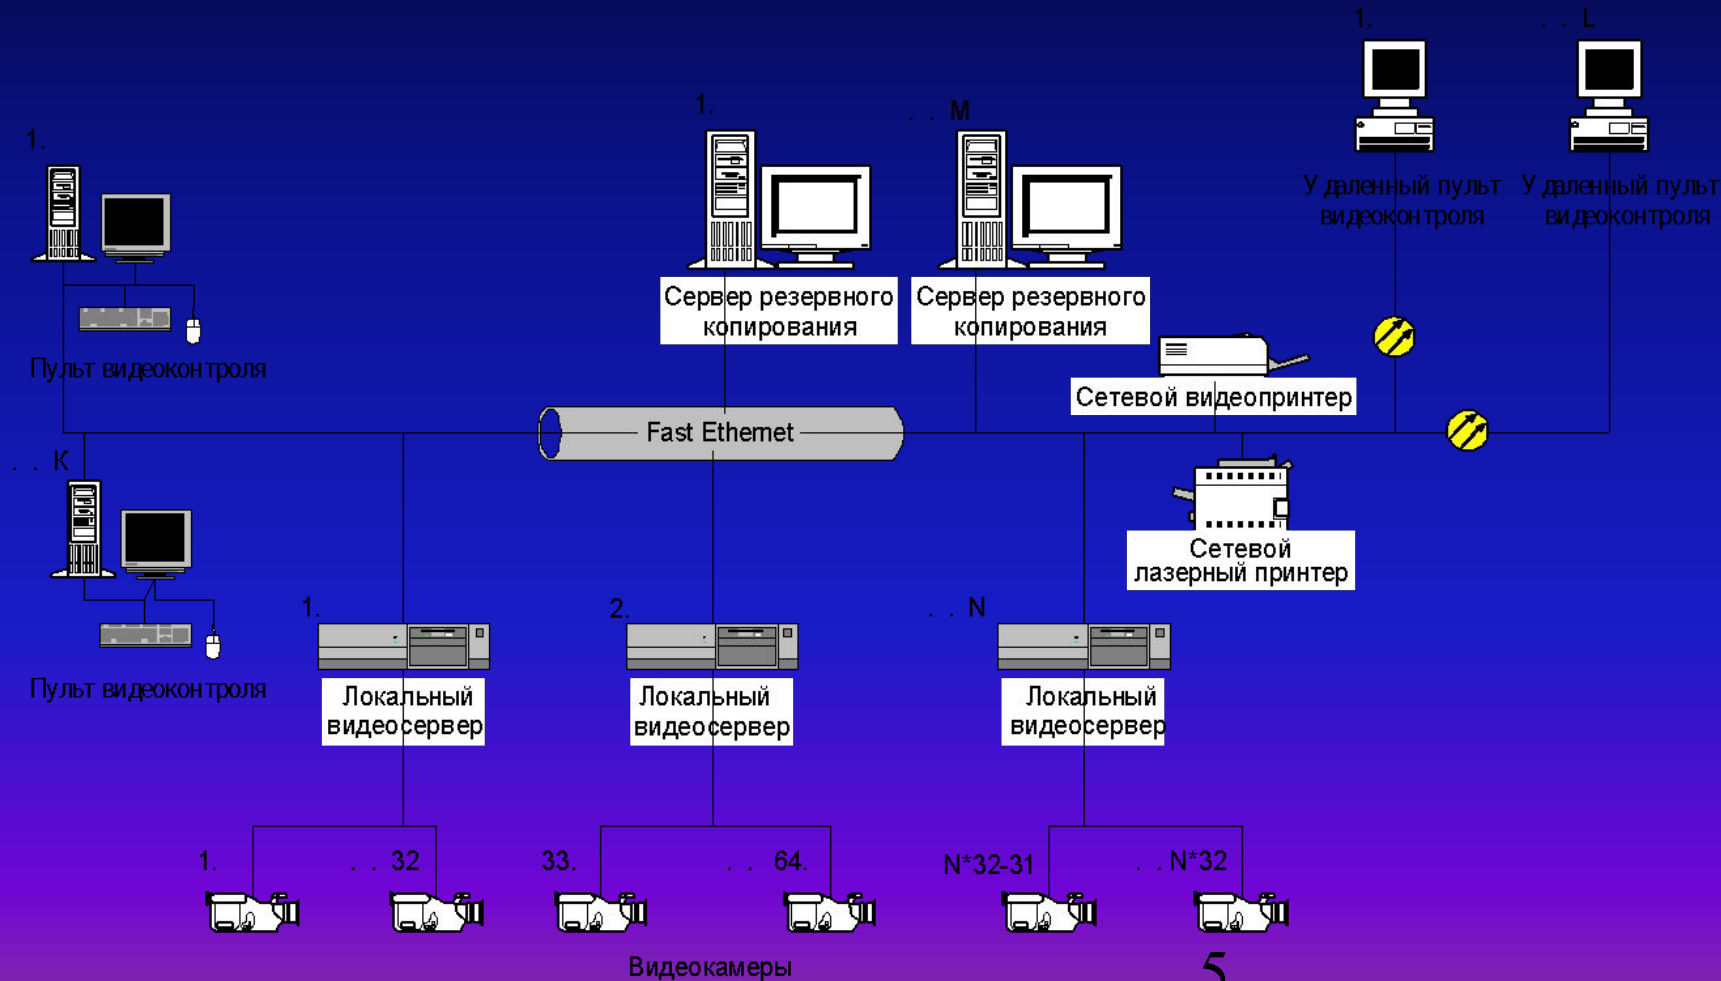 1.
. . L
1.
. . M
1.
Удаленный пульт
видеоконтроля
Удаленный пульт
видеоконтроля
Сервер резервного
копирования
Сервер резервного
копирования
Пульт видеоконтроля
Сетевой видеопринтер
Fast Ethernet
. . K
Сетевой
лазерный принтер
1.
2.
. . N
Пульт видеоконтроля
Локальный
видеосервер
Локальный
видеосервер
Локальный
видеосервер
1.
. . 32
33.
. . 64.
N*32-31
. . N*32
Видеокамеры
5